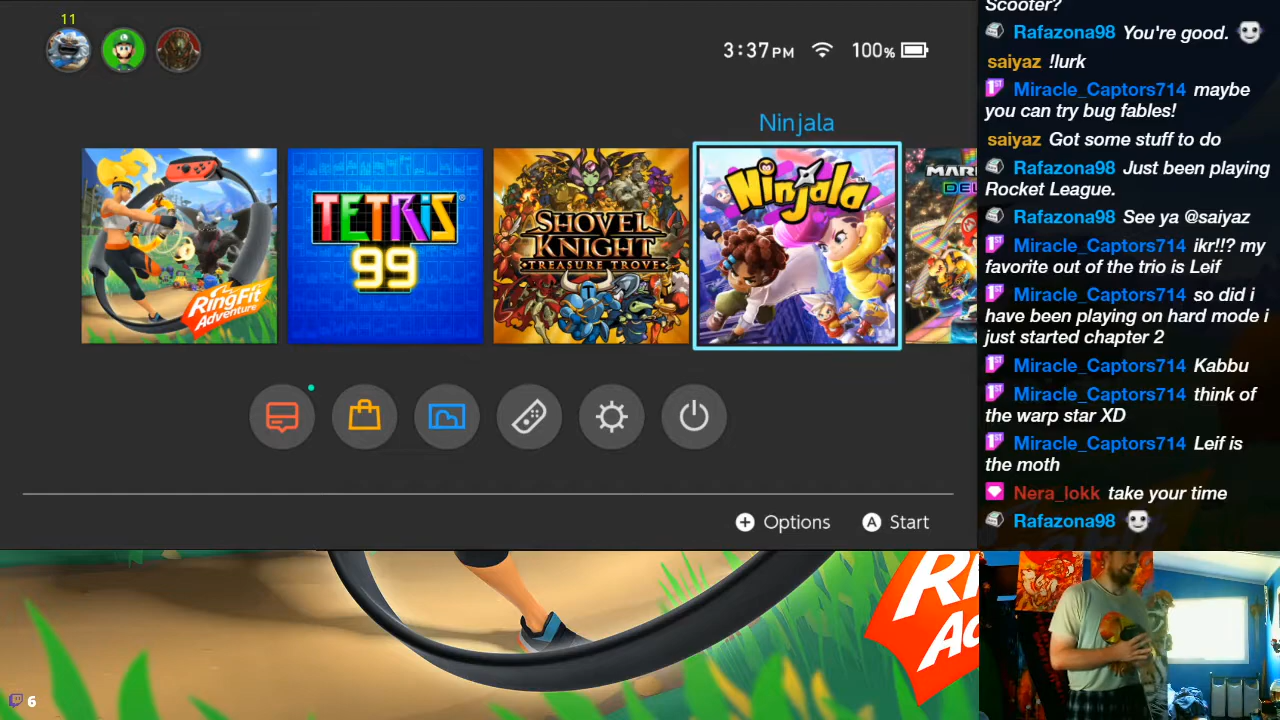 11
3:37 PM 100%
Ninjala
RingFit Adventure
TETRIS 99
SHOVEL KNIGHT
TREASURE TROVE
Ninjala
MAR
DEL
Options
Start
RI
Ad
6
Scooter?
Rafazona98 You're good.
saiyaz !lurk
Miracle_Captors714 maybe
you can try bug fables!
saiyaz Got some stuff to do
Rafazona98 Just been playing
Rocket League.
Rafazona98 See ya @saiyaz
Miracle_Captors714 ikr!!? my
favorite out of the trio is Leif
Miracle_Captors714 so did i
have been playing on hard mode i
just started chapter 2
Miracle_Captors714 Kabbu
Miracle_Captors714 think of
the warp star XD
Miracle_Captors714 Leif is
the moth
Nera_lokk take your time
Rafazona98